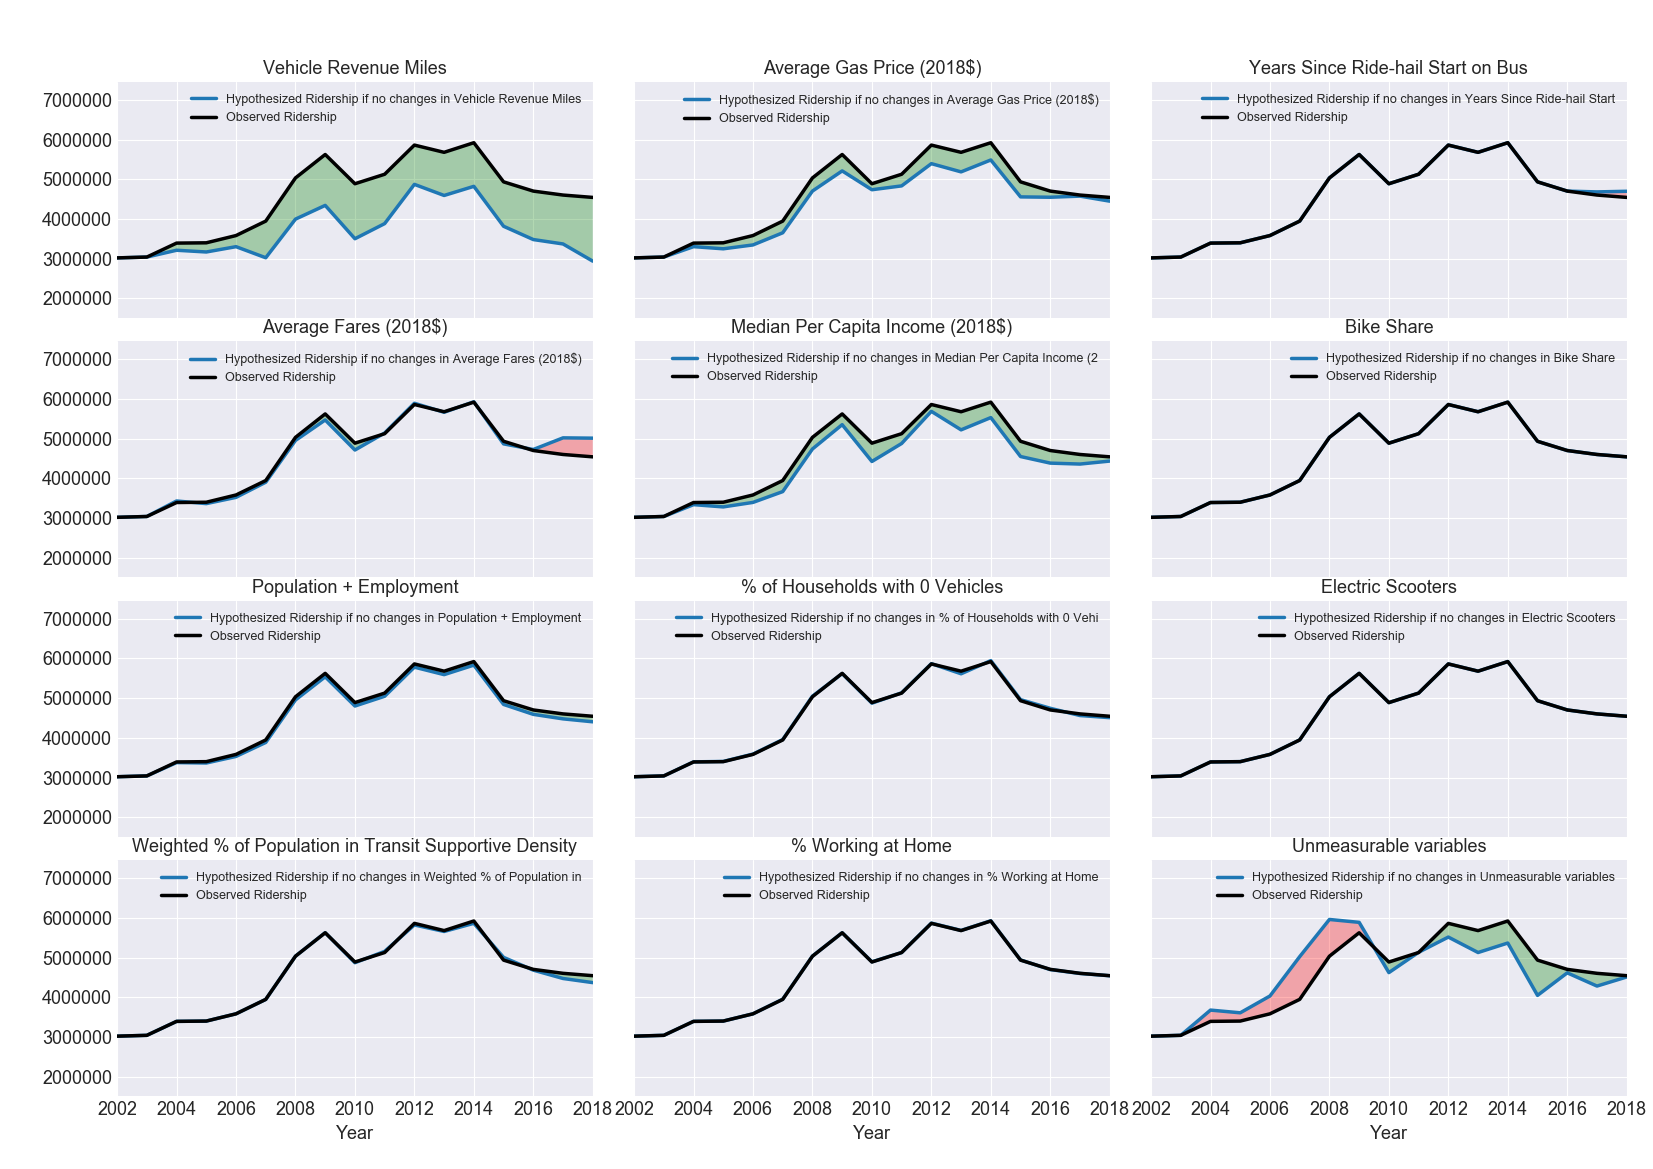 Vehicle Revenue Miles
Hypothesized Ridership if no changes in Vehicle Revenue Miles
Observed Ridership
7000000
6000000
5000000
4000000
3000000
2000000
Average Gas Price (2018$)
Hypothesized Ridership if no changes in Average Gas Price (2018$)
Observed Ridership
Years Since Ride-hail Start on Bus
Hypothesized Ridership if no changes in Years Since Ride-hail Start
Observed Ridership
Average Fares (2018$)
Hypothesized Ridership if no changes in Average Fares (2018$)
Observed Ridership
7000000
6000000
5000000
4000000
3000000
2000000
Median Per Capita Income (2018$)
Hypothesized Ridership if no changes in Median Per Capita Income (2
Observed Ridership
Bike Share
Hypothesized Ridership if no changes in Bike Share
Observed Ridership
Population + Employment
Hypothesized Ridership if no changes in Population + Employment
Observed Ridership
7000000
6000000
5000000
4000000
3000000
2000000
% of Households with 0 Vehicles
Hypothesized Ridership if no changes in % of Households with 0 Vehi
Observed Ridership
Electric Scooters
Hypothesized Ridership if no changes in Electric Scooters
Observed Ridership
Weighted % of Population in Transit Supportive Density
Hypothesized Ridership if no changes in Weighted % of Population in
Observed Ridership
7000000
6000000
5000000
4000000
3000000
2000000
2002 2004 2006 2008 2010 2012 2014 2016 2018
Year
% Working at Home
Hypothesized Ridership if no changes in % Working at Home
Observed Ridership
2002 2004 2006 2008 2010 2012 2014 2016 2018
Year
Unmeasurable variables
Hypothesized Ridership if no changes in Unmeasurable variables
Observed Ridership
2002 2004 2006 2008 2010 2012 2014 2016 2018
Year